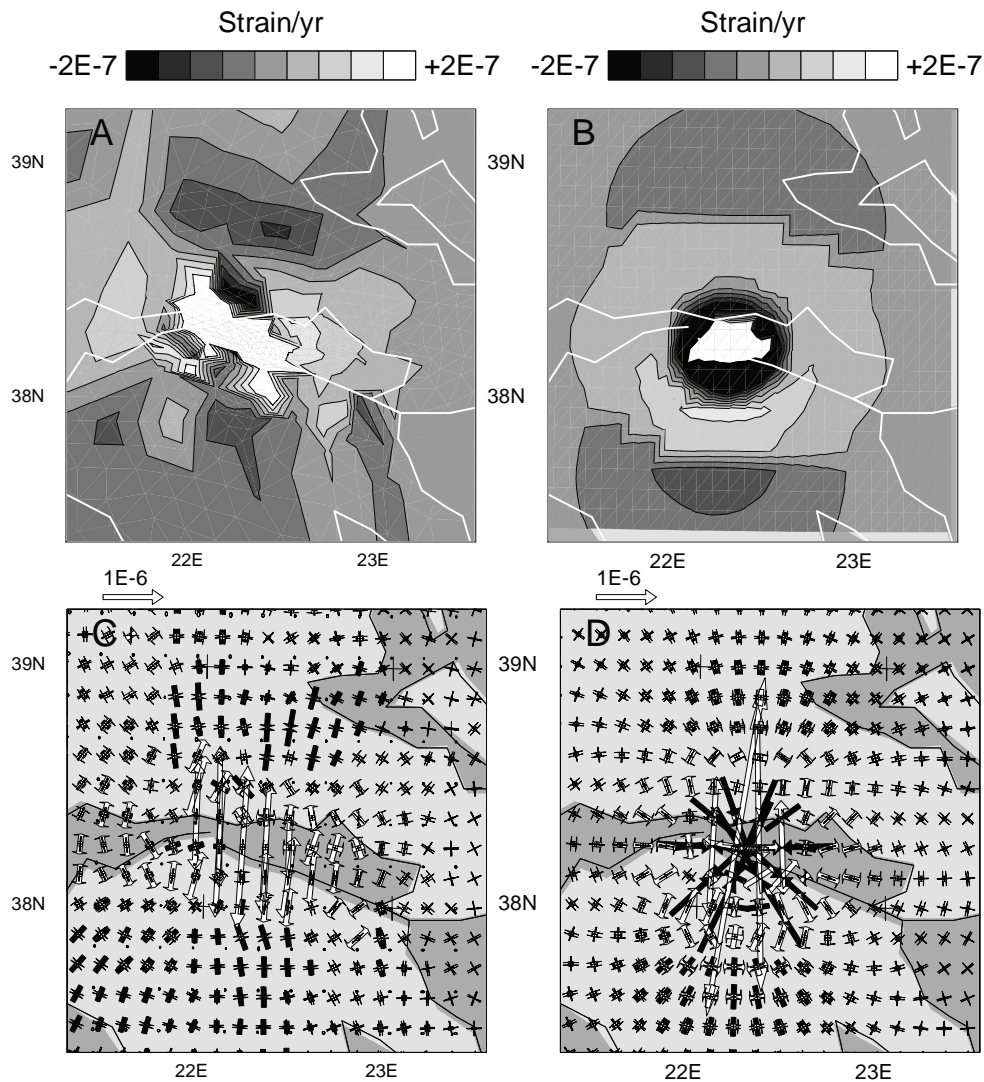 Strain/yr Strain/yr
-2E-7 +2E-7 -2E-7 +2E-7
A B
39N 39N
38N 38N
22E 23E 22E 23E
1E-6 1E-6
C D
39N 39N
38N 38N
22E 23E 22E 23E